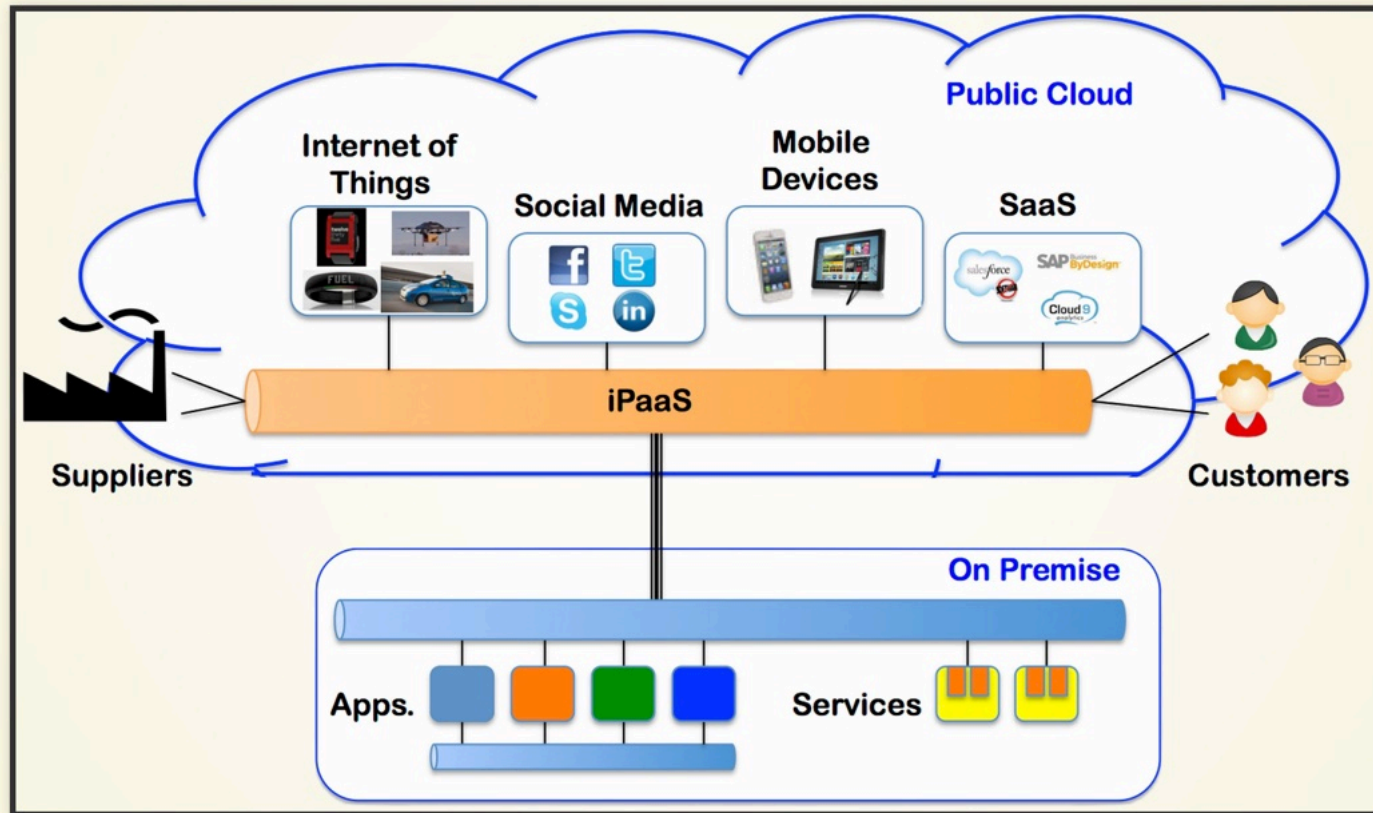 Public Cloud
Internet of
Things
Mobile
Devices
Social Media
SaaS
FUEL
salesforce
SAP Business
ByDesign
Cloud9
analytics
iPaaS
Suppliers
Customers
On Premise
Apps.
Services